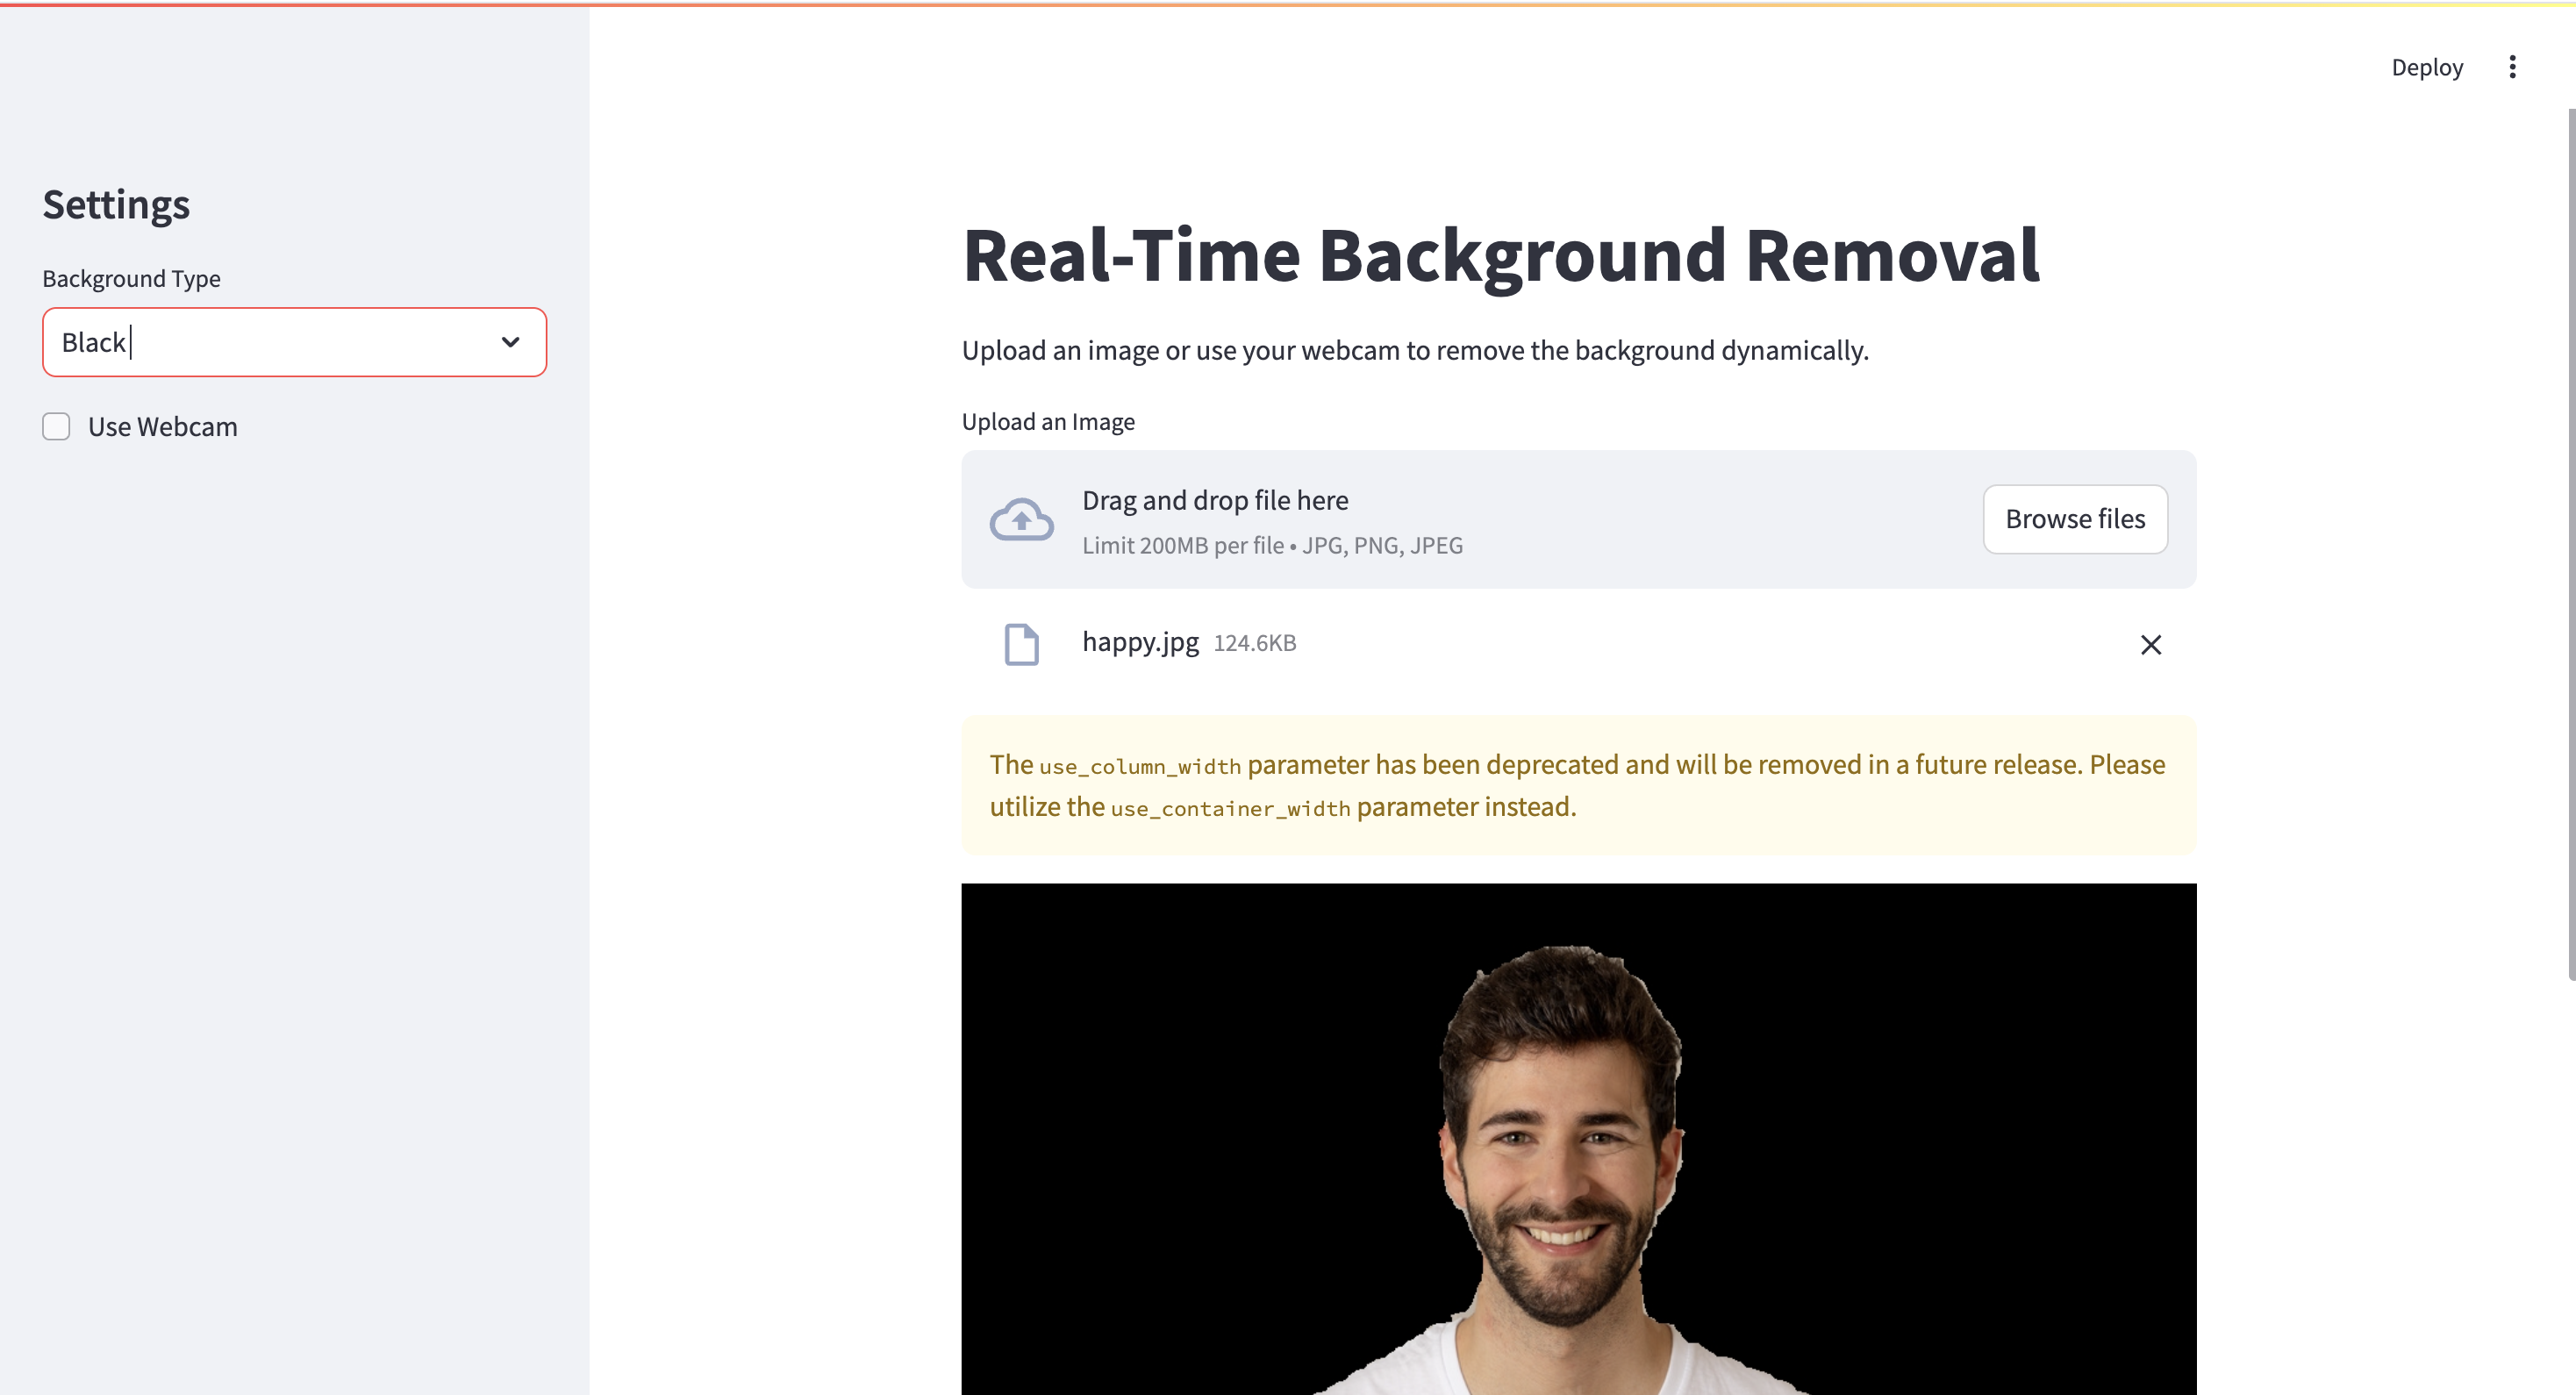 Deploy
Settings
Background Type
Black
Use Webcam
Real-Time Background Removal
Upload an image or use your webcam to remove the background dynamically.
Upload an Image
Drag and drop file here
Limit 200MB per file • JPG, PNG, JPEG
Browse files
happy.jpg 124.6KB
The use_column_width parameter has been deprecated and will be removed in a future release. Please
utilize the use_container_width parameter instead.